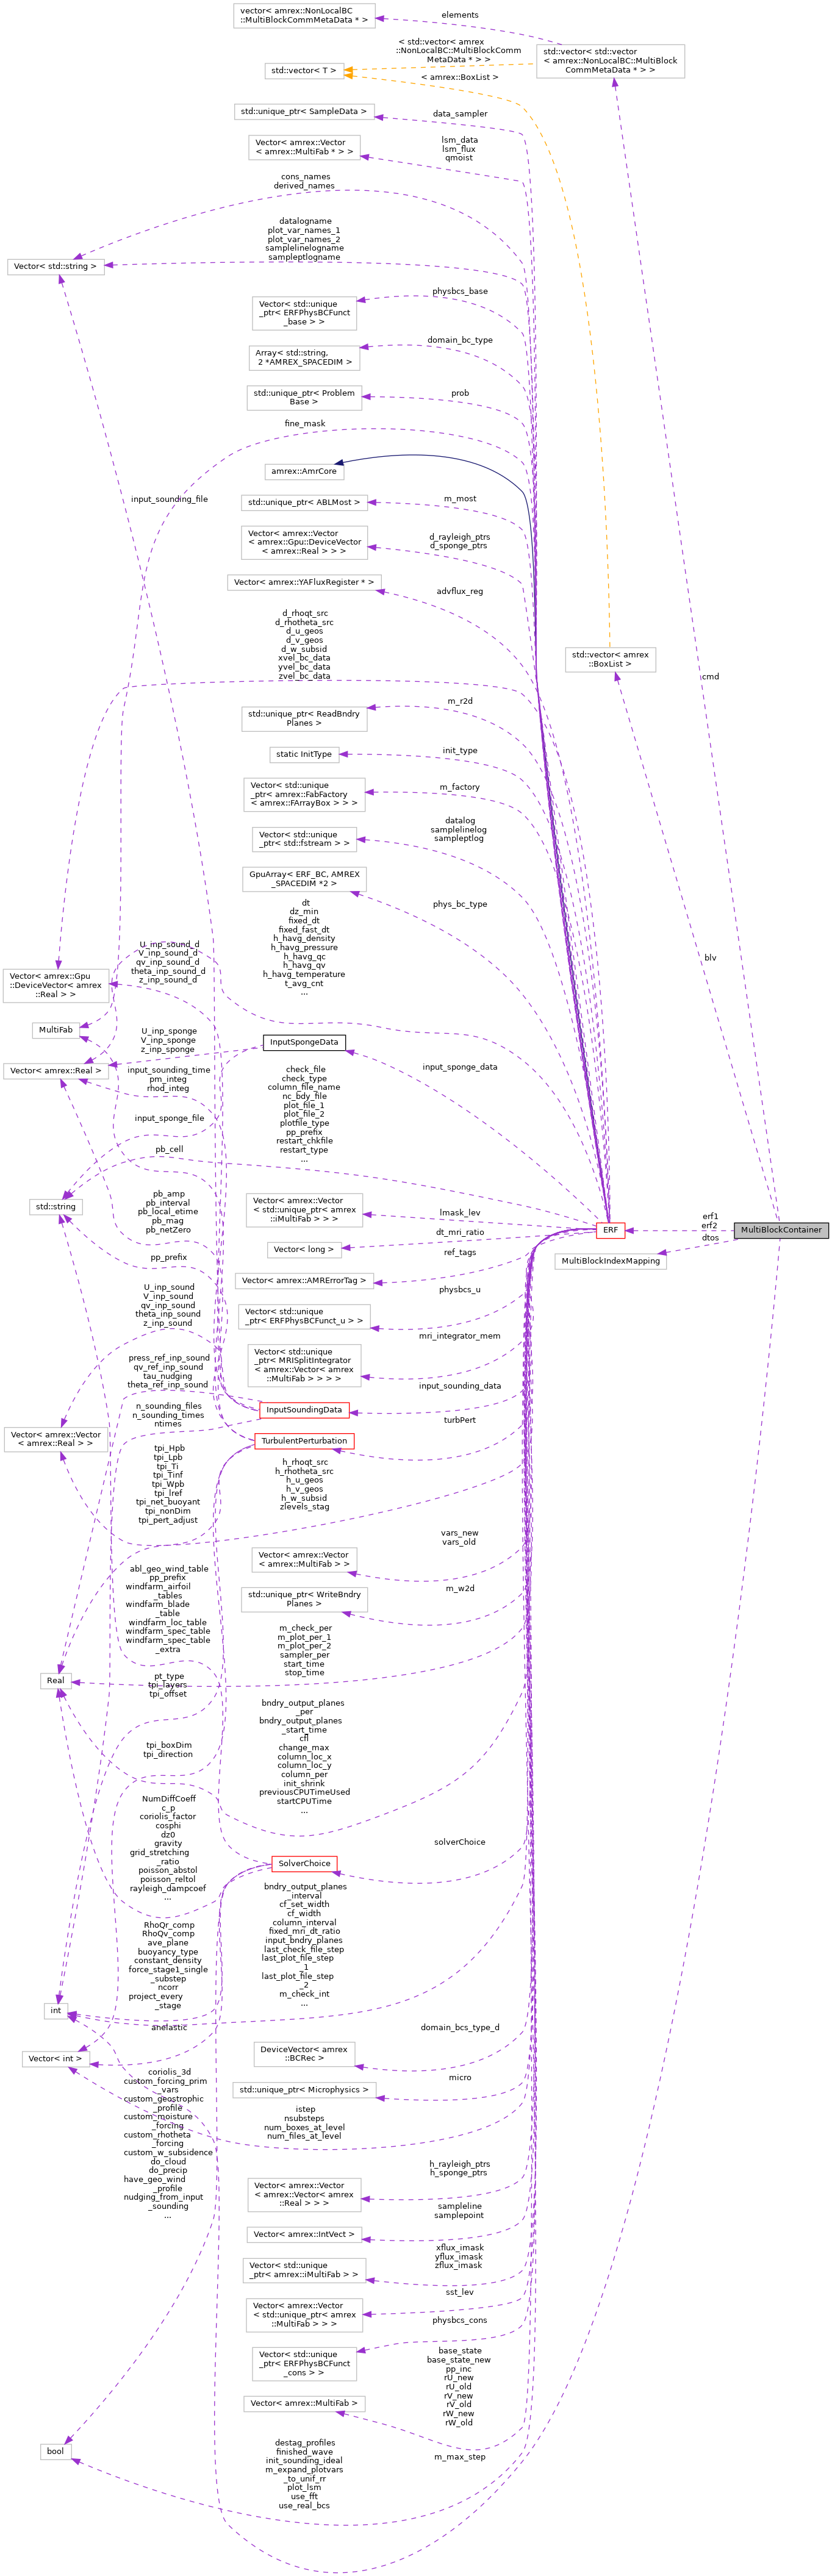 vector< amrex::NonLocalBC
::MultiBlockCommMetaData * >
elements
std::vector< std::vector
< amrex::NonLocalBC::MultiBlock
CommMetaData * > >
< std::vector< amrex
::NonLocalBC::MultiBlockComm
MetaData * > >
std::vector< T >
< amrex::BoxList >
std::unique_ptr< SampleData >
data_sampler
Vector< amrex::Vector
< amrex::MultiFab * > >
lsm_data
lsm_flux
qmoist
cons_names
derived_names
datalogname
plot_var_names_1
plot_var_names_2
samplelinelogname
sampleptlogname
Vector< std::string >
Vector< std::unique
_ptr< ERFPhysBCFunct
_base > >
physbcs_base
Array< std::string,
2 *AMREX_SPACEDIM >
domain_bc_type
std::unique_ptr< Problem
Base >
prob
fine_mask
amrex::AmrCore
input_sounding_file
std::unique_ptr< ABLMost >
m_most
Vector< amrex::Vector
< amrex::Gpu::DeviceVector
< amrex::Real > > >
d_rayleigh_ptrs
d_sponge_ptrs
Vector< amrex::YAFluxRegister * >
advflux_reg
d_rhoqt_src
d_rhotheta_src
d_u_geos
d_v_geos
d_w_subsid
xvel_bc_data
yvel_bc_data
zvel_bc_data
std::vector< amrex
::BoxList >
cmd
std::unique_ptr< ReadBndry
Planes >
m_r2d
static InitType
init_type
Vector< std::unique
_ptr< amrex::FabFactory
< amrex::FArrayBox > > >
m_factory
Vector< std::unique
_ptr< std::fstream > >
datalog
samplelinelog
sampleptlog
GpuArray< ERF_BC, AMREX
_SPACEDIM *2 >
phys_bc_type
dt
dz_min
fixed_dt
fixed_fast_dt
h_havg_density
h_havg_pressure
h_havg_qc
h_havg_qv
h_havg_temperature
t_avg_cnt
...
U_inp_sound_d
V_inp_sound_d
qv_inp_sound_d
theta_inp_sound_d
z_inp_sound_d
blv
Vector< amrex::Gpu
::DeviceVector< amrex
::Real > >
MultiFab
U_inp_sponge
V_inp_sponge
z_inp_sponge
InputSpongeData
Vector< amrex::Real >
input_sounding_time
pm_integ
rhod_integ
input_sponge_data
check_file
check_type
column_file_name
nc_bdy_file
plot_file_1
plot_file_2
plotfile_type
pp_prefix
restart_chkfile
restart_type
...
input_sponge_file
pb_cell
std::string
pb_amp
pb_interval
pb_local_etime
pb_mag
pb_netZero
Vector< amrex::Vector
< std::unique_ptr< amrex
::iMultiFab > > >
lmask_lev
ERF
erf1
erf2
MultiBlockContainer
dtos
MultiBlockIndexMapping
Vector< long >
dt_mri_ratio
pp_prefix
Vector< amrex::AMRErrorTag >
ref_tags
Vector< std::unique
_ptr< ERFPhysBCFunct_u > >
physbcs_u
U_inp_sound
V_inp_sound
qv_inp_sound
theta_inp_sound
z_inp_sound
Vector< std::unique
_ptr< MRISplitIntegrator
< amrex::Vector< amrex
::MultiFab > > > >
mri_integrator_mem
press_ref_inp_sound
qv_ref_inp_sound
tau_nudging
theta_ref_inp_sound
input_sounding_data
InputSoundingData
n_sounding_files
n_sounding_times
ntimes
turbPert
Vector< amrex::Vector
< amrex::Real > >
TurbulentPerturbation
tpi_Hpb
tpi_Lpb
tpi_Ti
tpi_Tinf
tpi_Wpb
tpi_lref
tpi_net_buoyant
tpi_nonDim
tpi_pert_adjust
h_rhoqt_src
h_rhotheta_src
h_u_geos
h_v_geos
h_w_subsid
zlevels_stag
Vector< amrex::Vector
< amrex::MultiFab > >
vars_new
vars_old
abl_geo_wind_table
pp_prefix
windfarm_airfoil
_tables
windfarm_blade
_table
windfarm_loc_table
windfarm_spec_table
windfarm_spec_table
_extra
std::unique_ptr< WriteBndry
Planes >
m_w2d
m_check_per
m_plot_per_1
m_plot_per_2
sampler_per
start_time
stop_time
Real
pt_type
tpi_layers
tpi_offset
bndry_output_planes
_per
bndry_output_planes
_start_time
cfl
change_max
column_loc_x
column_loc_y
column_per
init_shrink
previousCPUTimeUsed
startCPUTime
...
tpi_boxDim
tpi_direction
NumDiffCoeff
c_p
coriolis_factor
cosphi
dz0
gravity
grid_stretching
_ratio
poisson_abstol
poisson_reltol
rayleigh_dampcoef
...
solverChoice
SolverChoice
bndry_output_planes
_interval
cf_set_width
cf_width
column_interval
fixed_mri_dt_ratio
input_bndry_planes
last_check_file_step
last_plot_file_step
_1
last_plot_file_step
_2
m_check_int
...
RhoQr_comp
RhoQv_comp
ave_plane
buoyancy_type
constant_density
force_stage1_single
_substep
ncorr
project_every
_stage
int
anelastic
domain_bcs_type_d
Vector< int >
DeviceVector< amrex
::BCRec >
coriolis_3d
custom_forcing_prim
_vars
custom_geostrophic
_profile
custom_moisture
_forcing
custom_rhotheta
_forcing
custom_w_subsidence
do_cloud
do_precip
have_geo_wind
_profile
nudging_from_input
_sounding
...
std::unique_ptr< Microphysics >
micro
istep
nsubsteps
num_boxes_at_level
num_files_at_level
Vector< amrex::Vector
< amrex::Vector< amrex
::Real > > >
h_rayleigh_ptrs
h_sponge_ptrs
Vector< amrex::IntVect >
sampleline
samplepoint
Vector< std::unique
_ptr< amrex::iMultiFab > >
xflux_imask
yflux_imask
zflux_imask
Vector< amrex::Vector
< std::unique_ptr< amrex
::MultiFab > > >
sst_lev
Vector< std::unique
_ptr< ERFPhysBCFunct
_cons > >
physbcs_cons
Vector< amrex::MultiFab >
base_state
base_state_new
pp_inc
rU_new
rU_old
rV_new
rV_old
rW_new
rW_old
bool
destag_profiles
finished_wave
init_sounding_ideal
m_expand_plotvars
_to_unif_rr
plot_lsm
use_fft
use_real_bcs
m_max_step